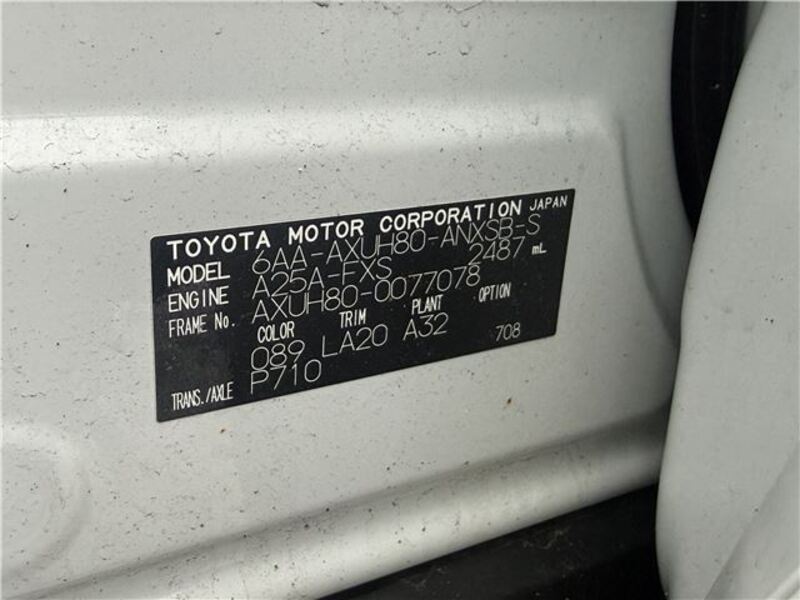 TOYOTA MOTOR CORPORATION JAPAN
MODEL 6AA-AXUH80-ANXSB-S
ENGINE A25A-FXS 2487 mL
FRAME No. AXUH80-0077078
COLOR TRIM PLANT OPTION
089 LA20 A32 708
TRANS./AXLE P710